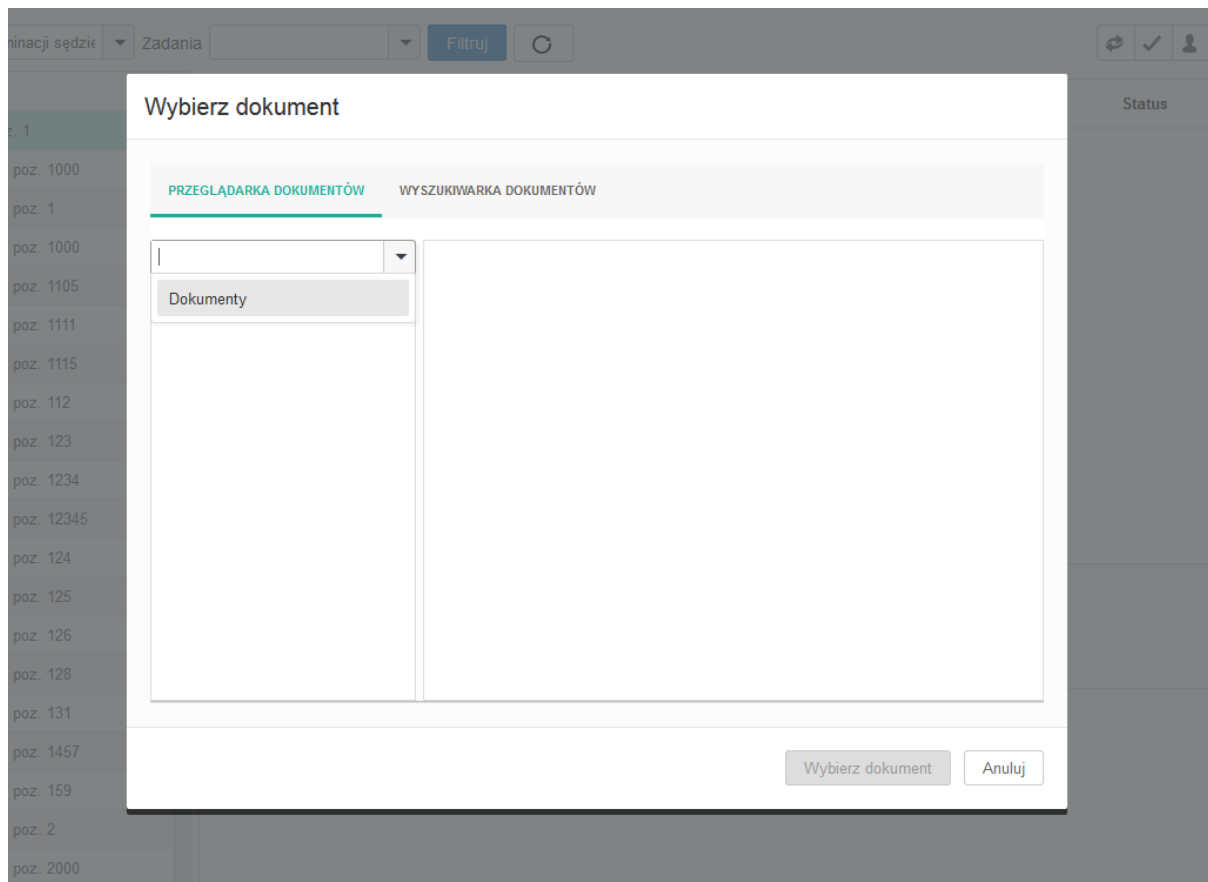 Zadania
Filtruj
Wybierz dokument
Status
PRZEGLĄDARKA DOKUMENTÓW WYSZUKIWARKA DOKUMENTÓW
Dokumenty
Wybierz dokument Anuluj
1
poz. 1000
poz. 1
poz. 1000
poz. 1105
poz. 1111
poz. 1115
poz. 112
poz. 123
poz. 1234
poz. 12345
poz. 124
poz. 125
poz. 126
poz. 128
poz. 131
poz. 1457
poz. 159
poz. 2
poz. 2000